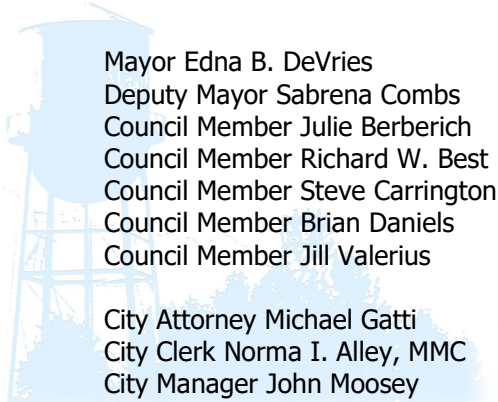 Mayor Edna B. DeVries
Deputy Mayor Sabrena Combs
Council Member Julie Berberich
Council Member Richard W. Best
Council Member Steve Carrington
Council Member Brian Daniels
Council Member Jill Valerius
City Attorney Michael Gatti
City Clerk Norma I. Alley, MMC
City Manager John Moosey